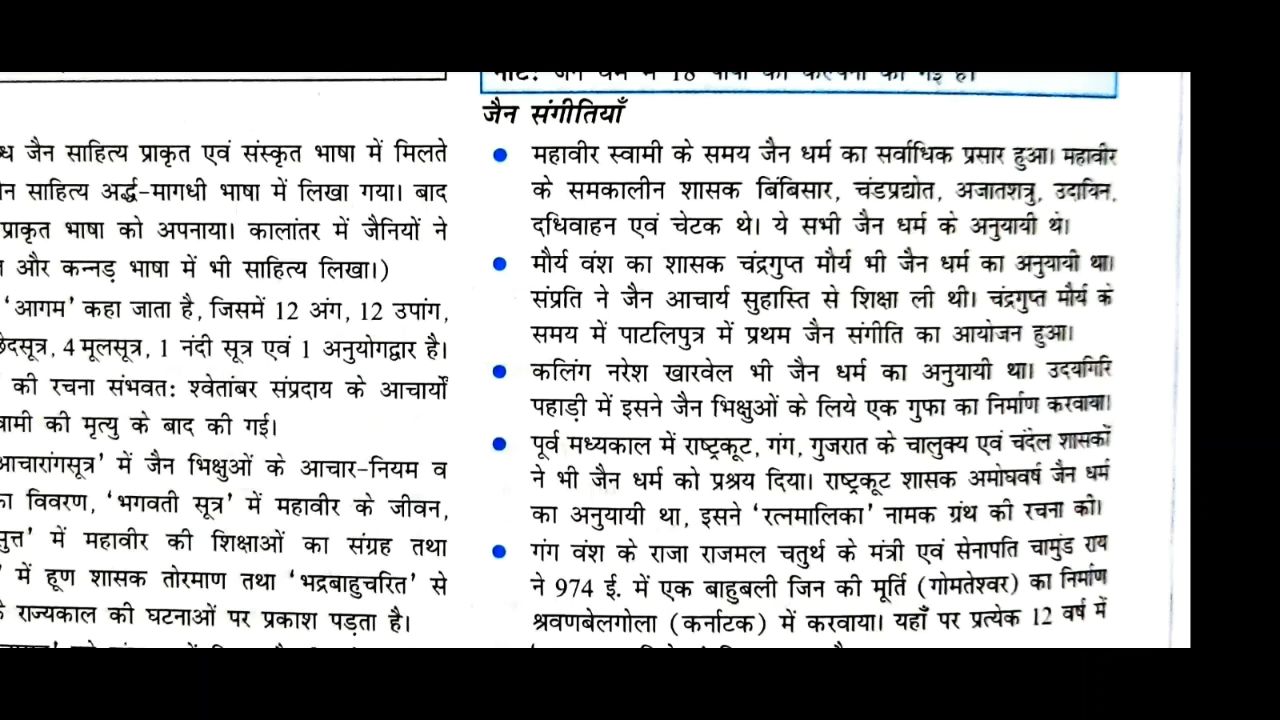 जैन साहित्य प्राकृत एवं संस्कृत भाषा में मिलते
साहित्य अर्द्ध-मागधी भाषा में लिखा गया। बाद
प्राकृत भाषा को अपनाया। कालांतर में जैनियों ने
और कन्नड़ भाषा में भी साहित्य लिखा।)
'आगम' कहा जाता है, जिसमें 12 अंग, 12 उपांग,
छेदसूत्र, 4 मूलसूत्र, 1 नंदी सूत्र एवं 1 अनुयोगद्वार है।
की रचना संभवतः श्वेतांबर संप्रदाय के आचार्यों
की मृत्यु के बाद की गई।
आचारांगसूत्र' में जैन भिक्षुओं के आचार-नियम व
विवरण, 'भगवती सूत्र' में महावीर के जीवन,
में महावीर की शिक्षाओं का संग्रह तथा
' में हूण शासक तोरमाण तथा 'भद्रबाहुचरित' से
राज्यकाल की घटनाओं पर प्रकाश पड़ता है।
जैन संगीतियाँ
• महावीर स्वामी के समय जैन धर्म का सर्वाधिक प्रसार हुआ। महावीर
के समकालीन शासक बिंबिसार, चंडप्रद्योत, अजातशत्रु, उदायिन,
दधिवाहन एवं चेटक थे। ये सभी जैन धर्म के अनुयायी थे।
• मौर्य वंश का शासक चंद्रगुप्त मौर्य भी जैन धर्म का अनुयायी था।
संप्रति ने जैन आचार्य सुहास्ति से शिक्षा ली थी। चंद्रगुप्त मौर्य के
समय में पाटलिपुत्र में प्रथम जैन संगीति का आयोजन हुआ।
• कलिंग नरेश खारवेल भी जैन धर्म का अनुयायी था। उदयगिरि
पहाड़ी में इसने जैन भिक्षुओं के लिये एक गुफा का निर्माण करवाया।
• पूर्व मध्यकाल में राष्ट्रकूट, गंग, गुजरात के चालुक्य एवं चंदेल शासकों
ने भी जैन धर्म को प्रश्रय दिया। राष्ट्रकूट शासक अमोघवर्ष जैन धर्म
का अनुयायी था, इसने 'रत्नमालिका' नामक ग्रंथ की रचना की।
• गंग वंश के राजा राजमल चतुर्थ के मंत्री एवं सेनापति चामुंड राय
ने 974 ई. में एक बाहुबली जिन की मूर्ति (गोमतेश्वर) का निर्माण
श्रवणबेलगोला (कर्नाटक) में करवाया। यहाँ पर प्रत्येक 12 वर्ष में